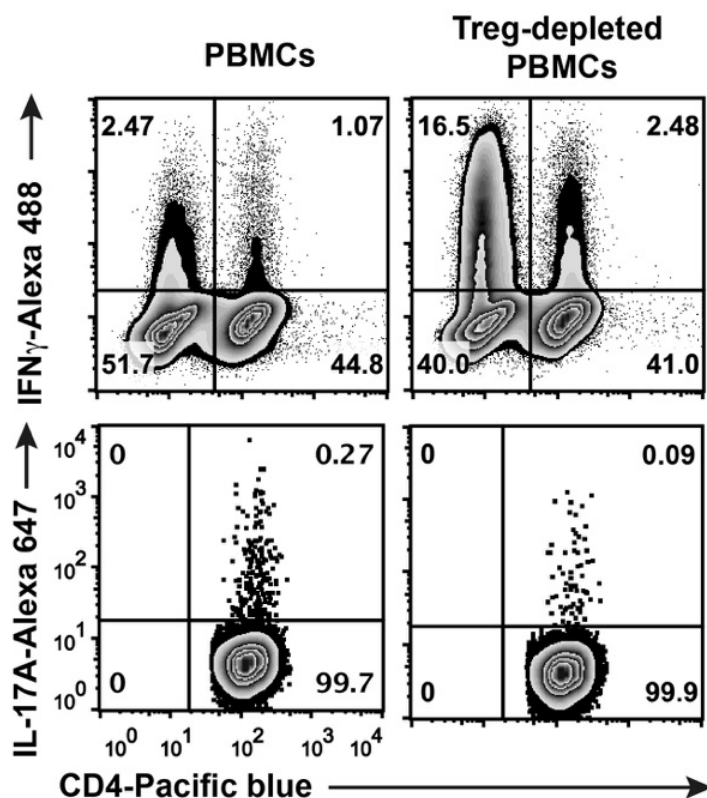 PBMCs
Treg-depleted
PBMCs
IFNγ-Alexa 488
2.47 1.07
51.7 44.8
16.5 2.48
40.0 41.0
IL-17A-Alexa 647
10⁴
10³
10²
10¹
10⁰
0 0.27
0 99.7
0 0.09
0 99.9
10⁰ 10¹ 10² 10³ 10⁴
CD4-Pacific blue